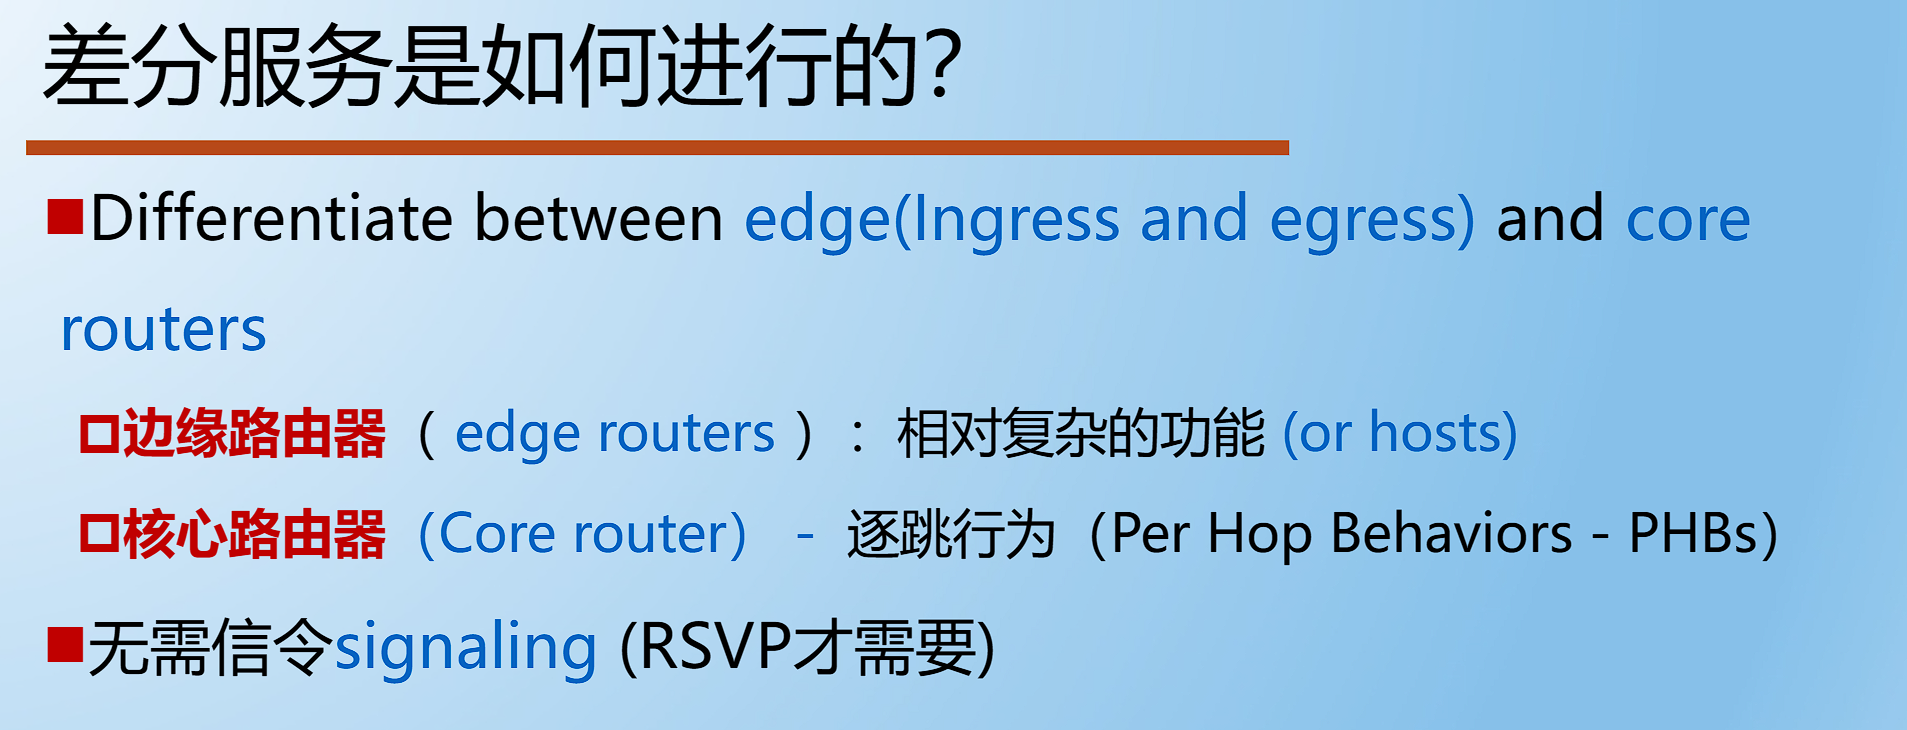 差分服务是如何进行的？
Differentiate between edge(Ingress and egress) and core
routers
边缘路由器（ edge routers ）：相对复杂的功能 (or hosts)
核心路由器（Core router） - 逐跳行为（Per Hop Behaviors - PHBs）
无需信令signaling (RSVP才需要)